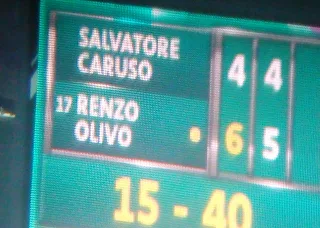 SALVATORE
CARUSO 4 4
17 RENZO
OLIVO 6 5
15 - 40